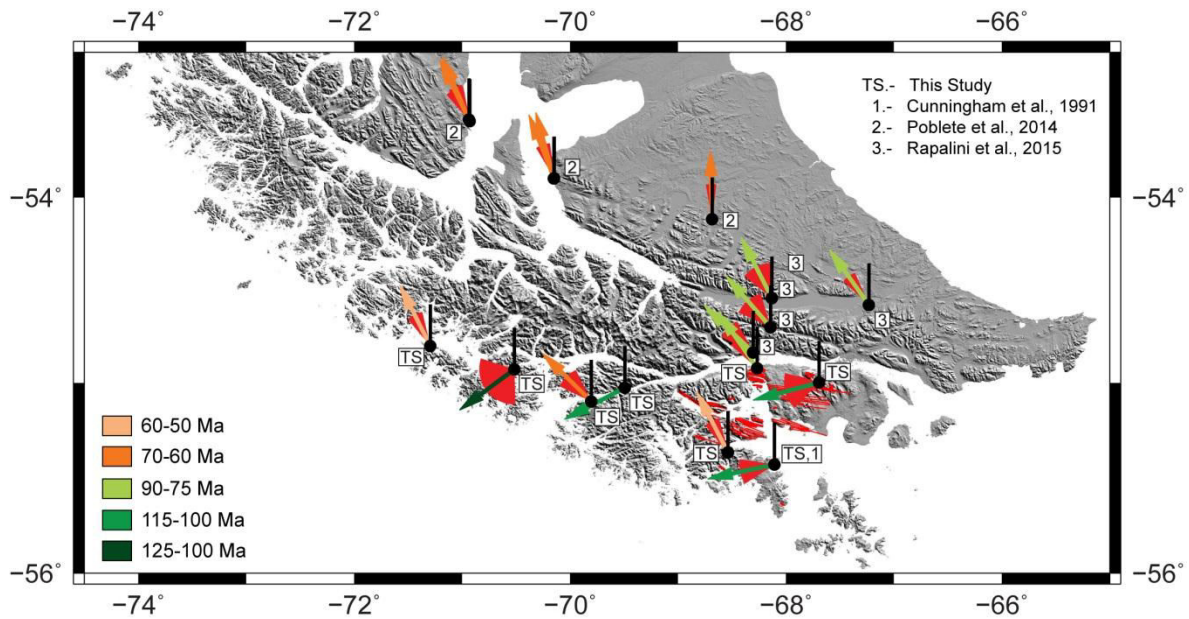 −74° −72° −70° −68° −66°
TS.- This Study
1.- Cunningham et al., 1991
2.- Poblete et al., 2014
3.- Rapalini et al., 2015
2
2
−54° −54°
2
3
3
3
3
TS
TS
TS
TS
TS
TS
TS
TS,1
60-50 Ma
70-60 Ma
90-75 Ma
115-100 Ma
125-100 Ma
−56° −56°
−74° −72° −70° −68° −66°